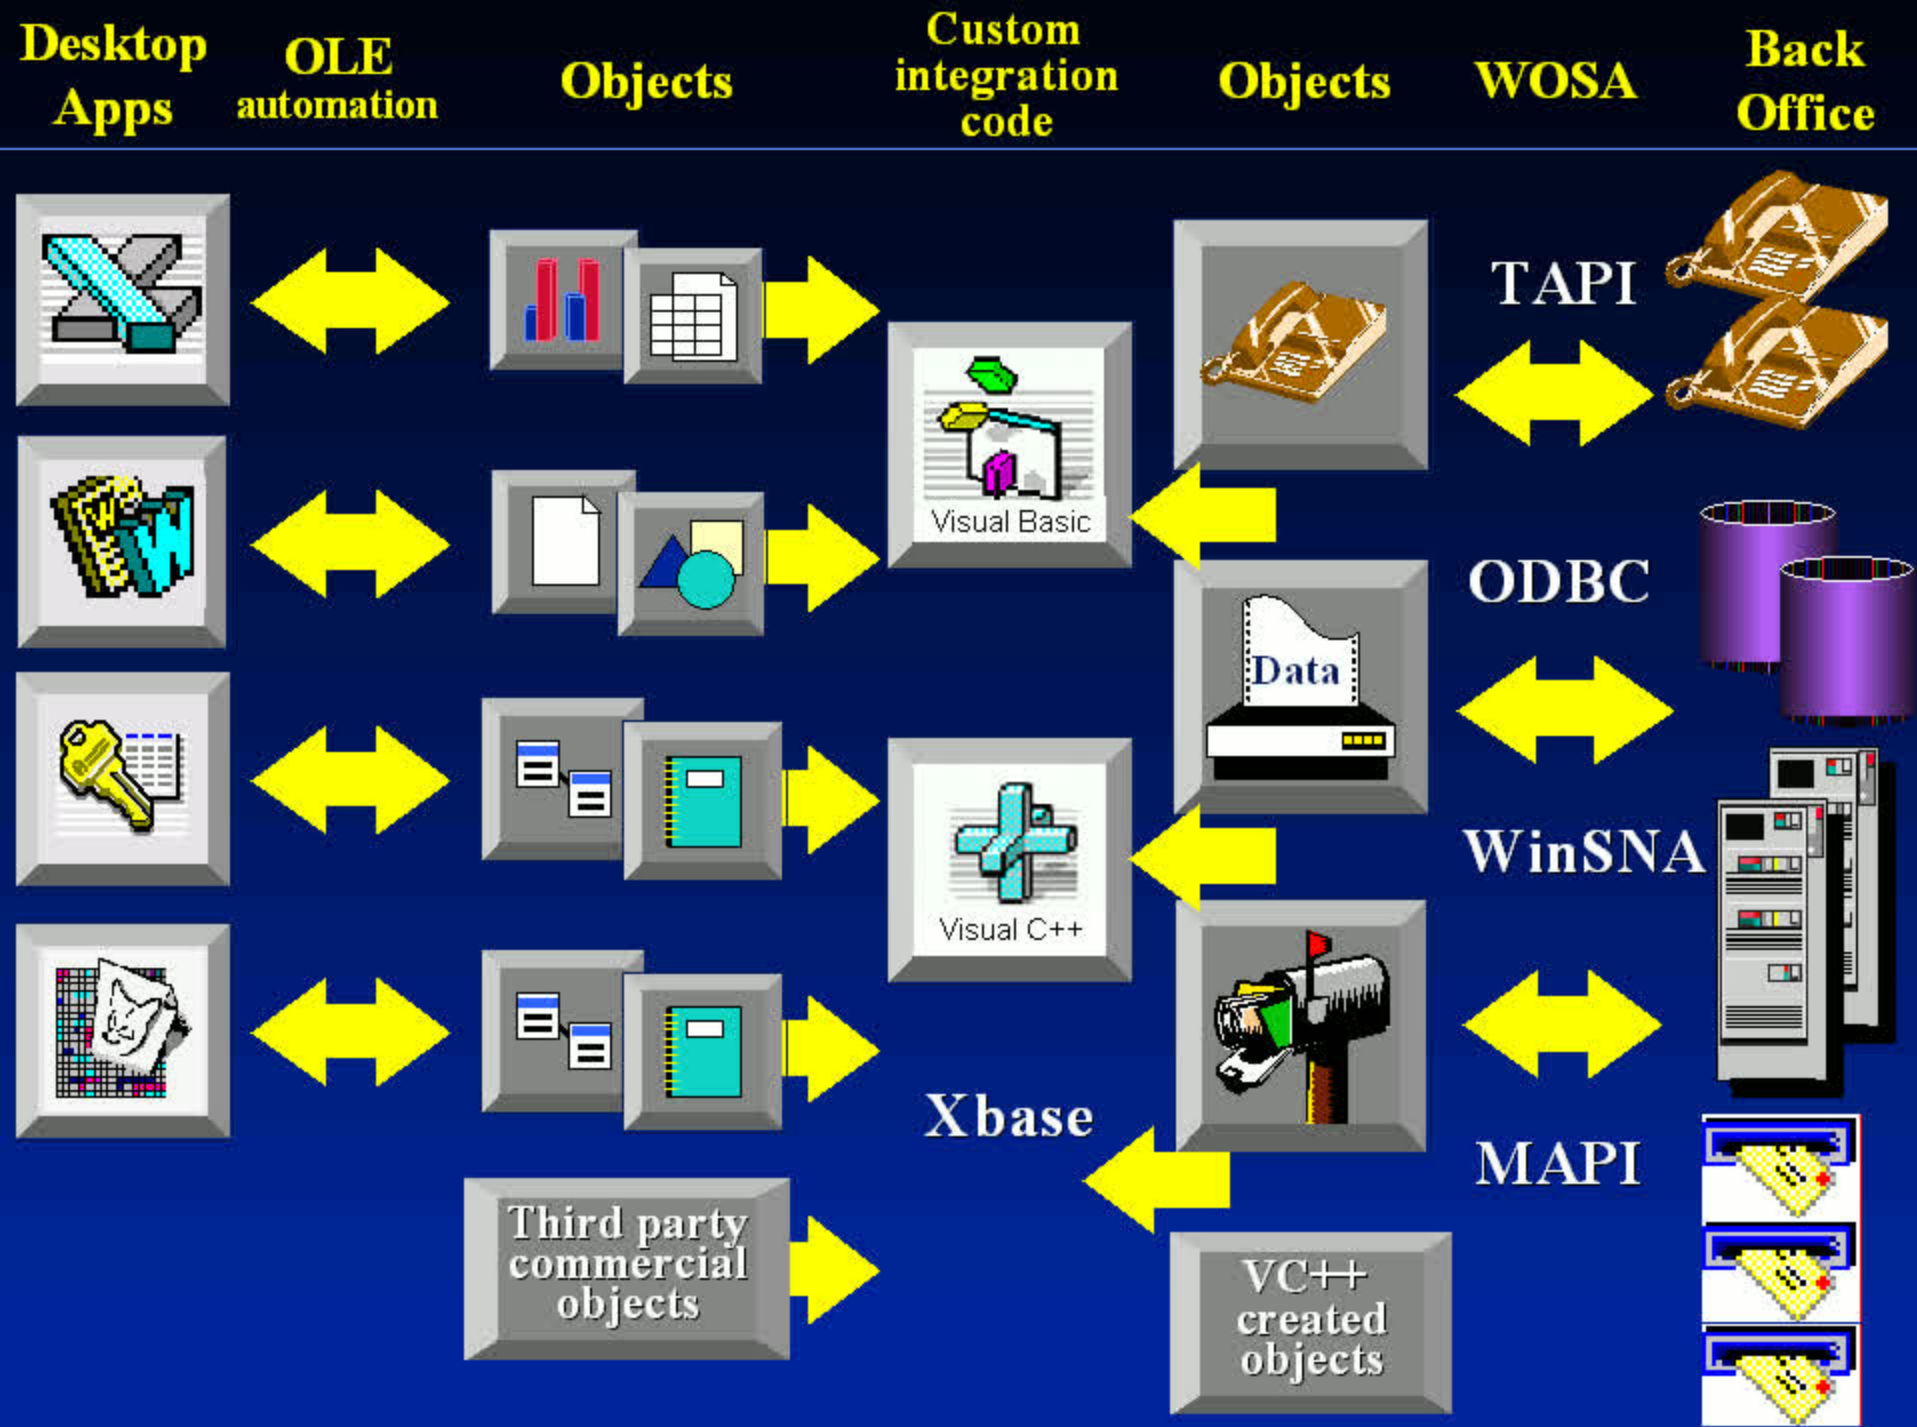 Desktop
Apps
OLE
automation
Objects
Custom
integration
code
Objects
WOSA
Back
Office
TAPI
Visual Basic
ODBC
Data
WinSNA
Visual C++
Xbase
MAPI
Third party
commercial
objects
VC++
created
objects